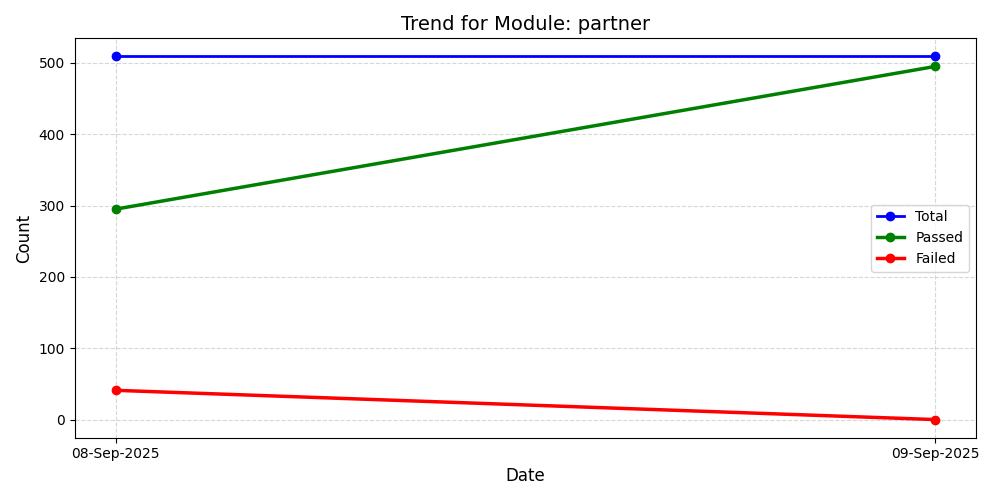 Trend for Module: partner
Count
500
400
300
200
100
0
Total
Passed
Failed
08-Sep-2025
09-Sep-2025
Date